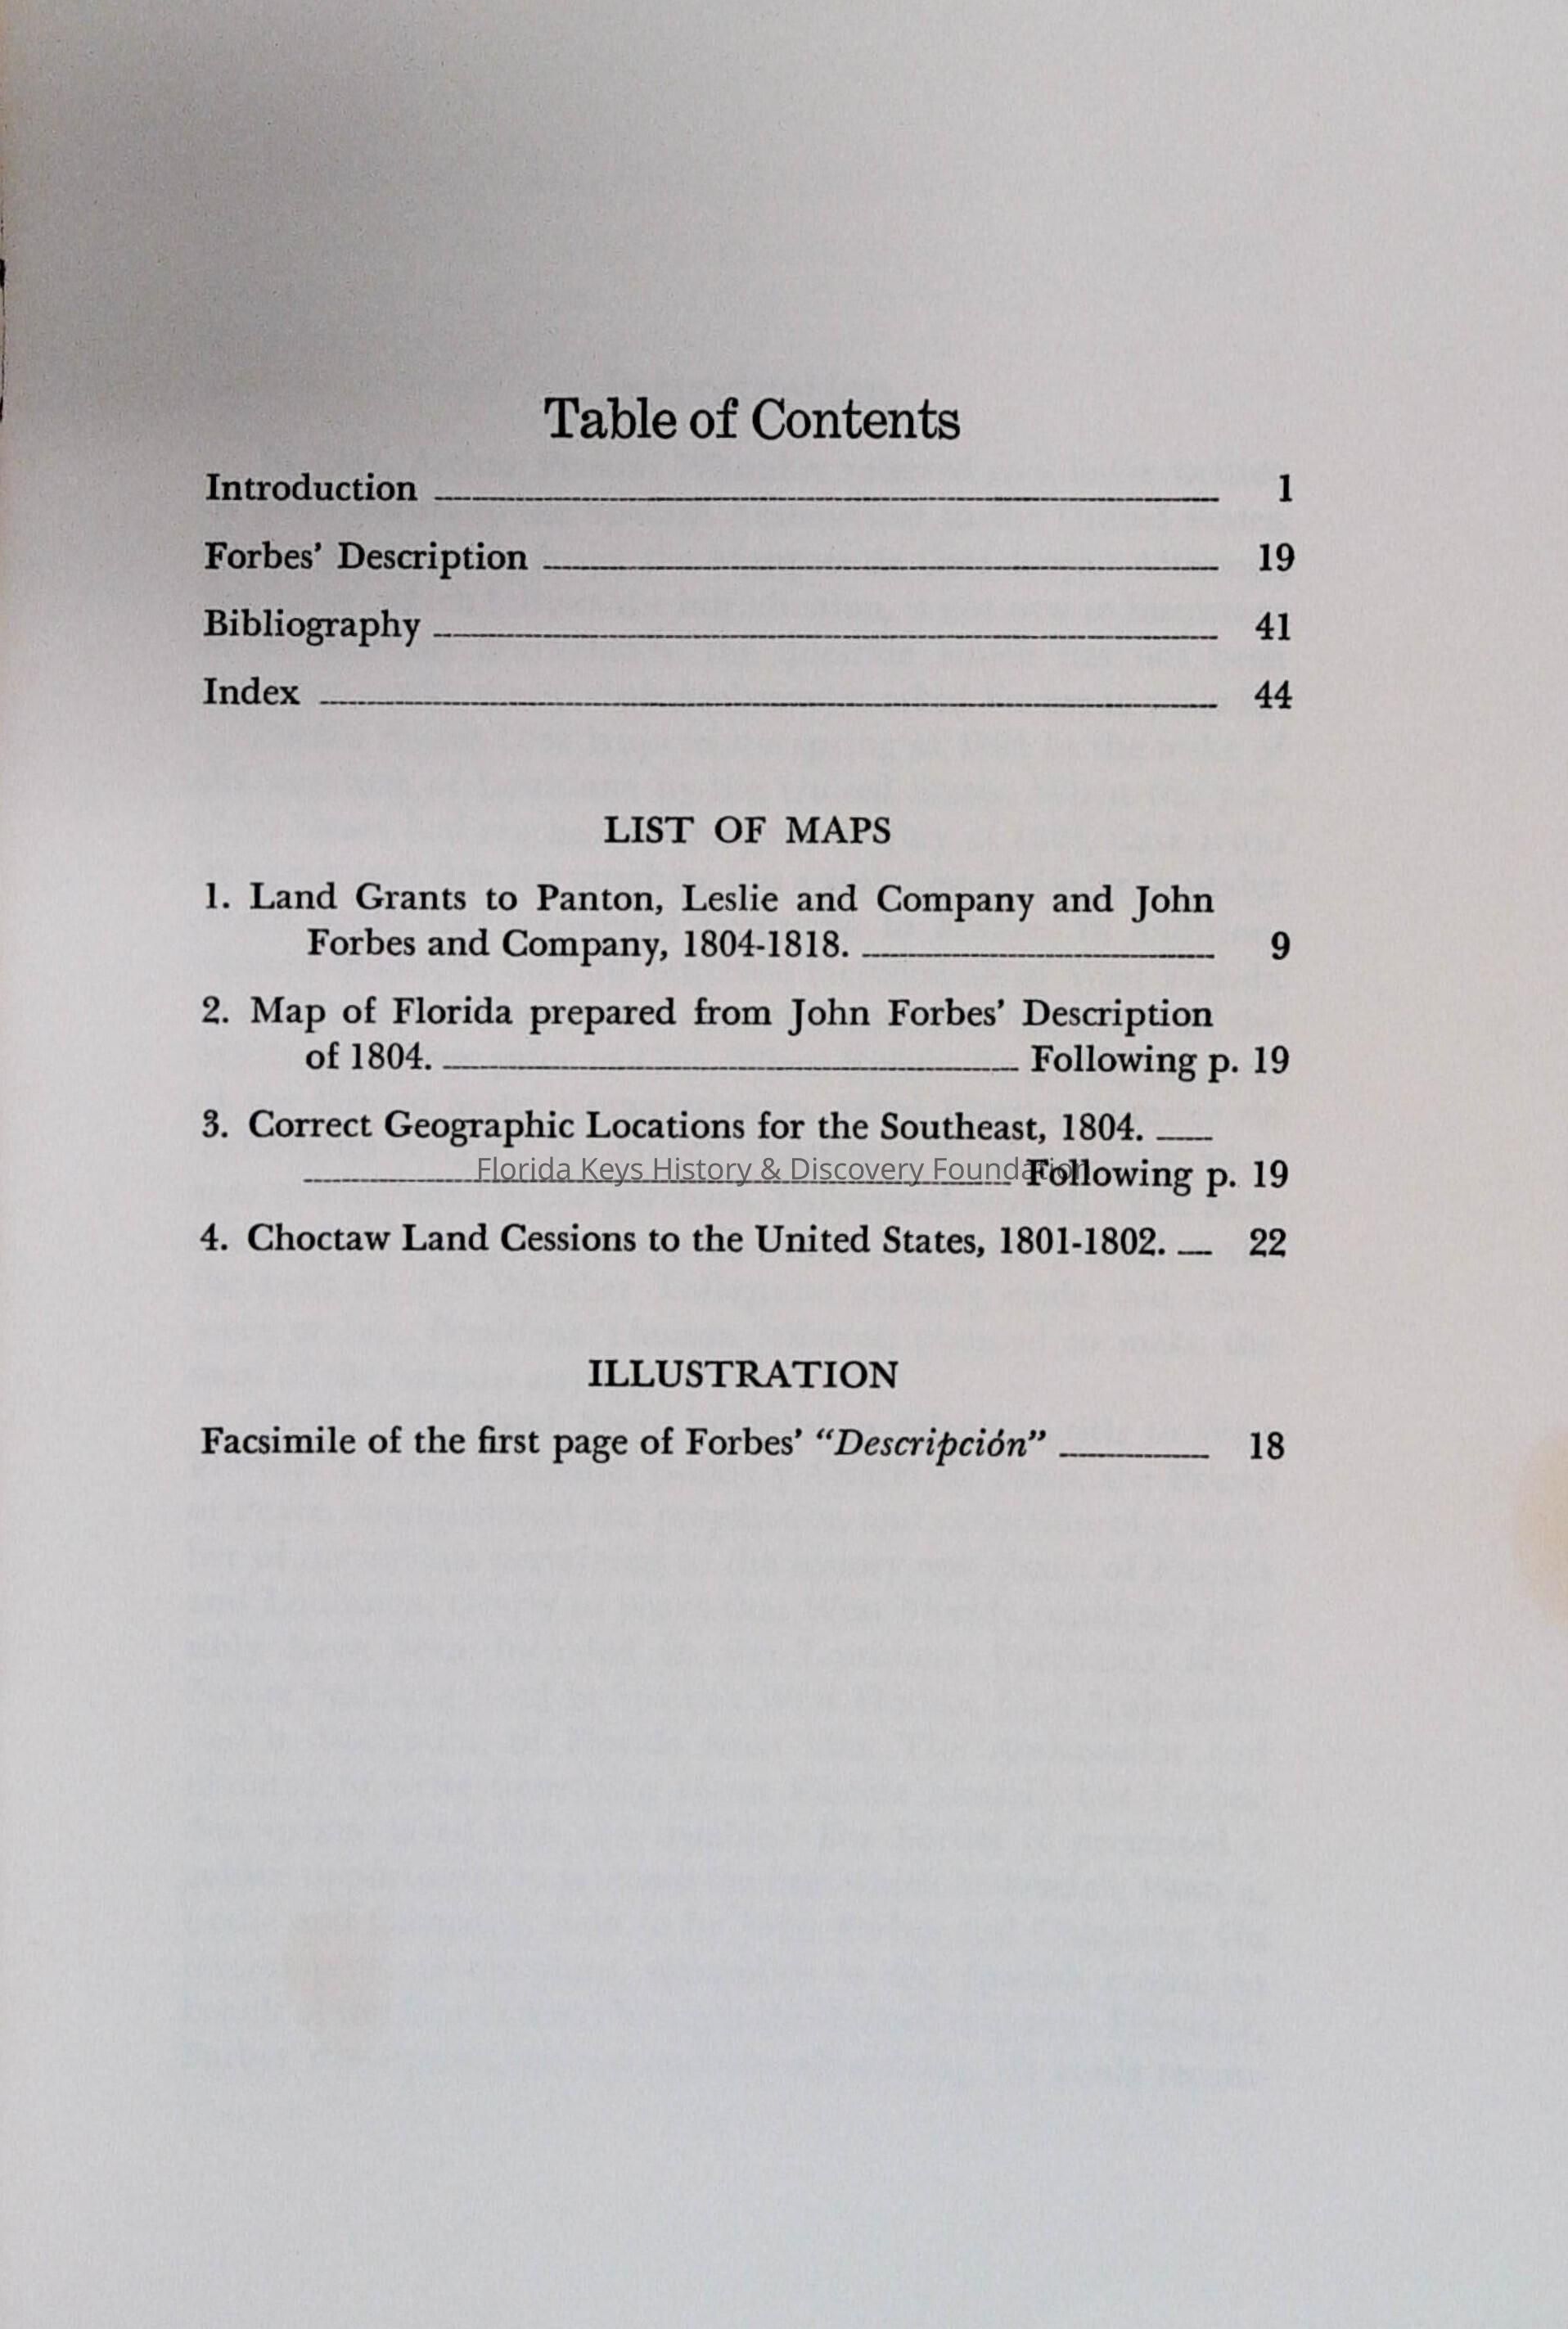 Table of Contents
Introduction 1
Forbes’ Description 19
Bibliography 41
Index 44
LIST OF MAPS
1. Land Grants to Panton, Leslie and Company and John
Forbes and Company, 1804-1818. 9
2. Map of Florida prepared from John Forbes’ Description
of 1804. Following p. 19
3. Correct Geographic Locations for the Southeast, 1804.
Following p. 19
Florida Keys History & Discovery Foundation
4. Choctaw Land Cessions to the United States, 1801-1802. 22
ILLUSTRATION
Facsimile of the first page of Forbes’ “Descripción” 18